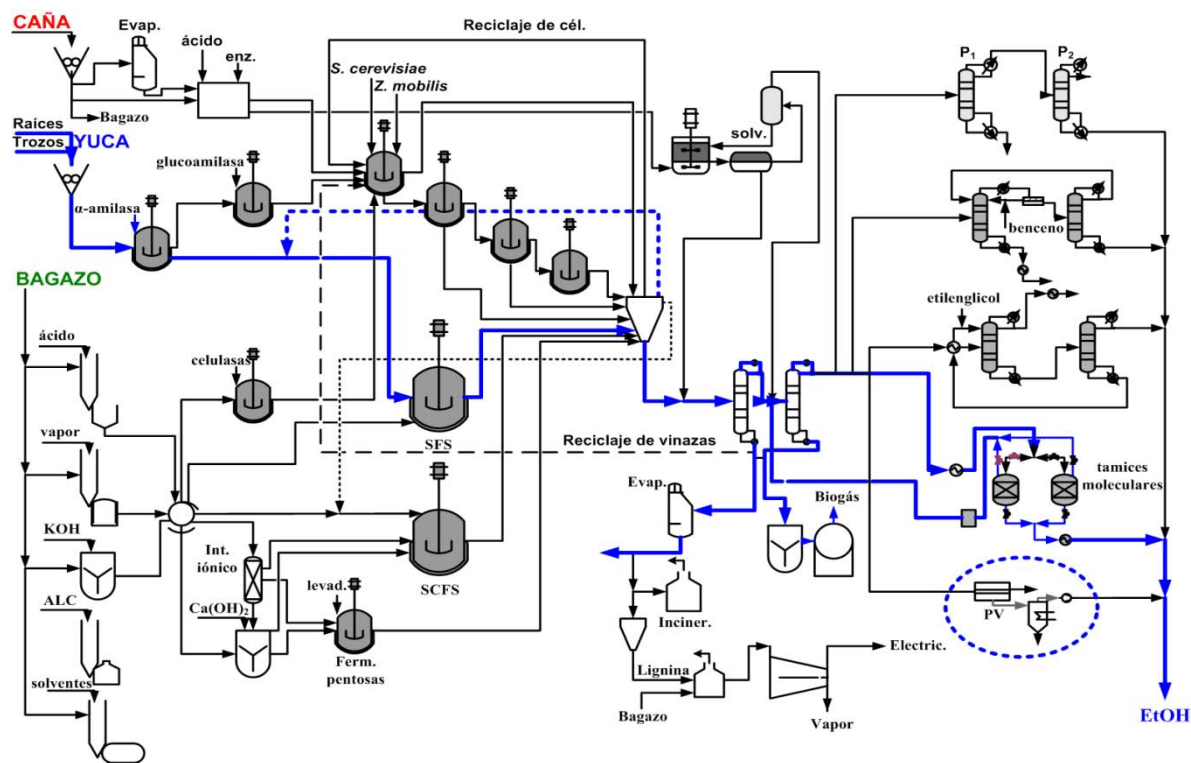 CAÑA
Evap.
ácido
enz.
Reciclaje de cél.
S. cerevisiae
Z. mobilis
P1
P2
Bagazo
Raíces
Trozos
YUCA
glucoamilasa
α-amilasa
solv.
benceno
BAGAZO
etilenglicol
ácido
celulasas
vapor
SFS
Reciclaje de vinazas
Evap.
Biogás
tamices
moleculares
KOH
Int.
iónico
SCFS
ALC
Ca(OH)2
levad.
Inciner.
PV
Ferm.
pentosas
solventes
Lignina
Electric.
Bagazo
Vapor
EtOH